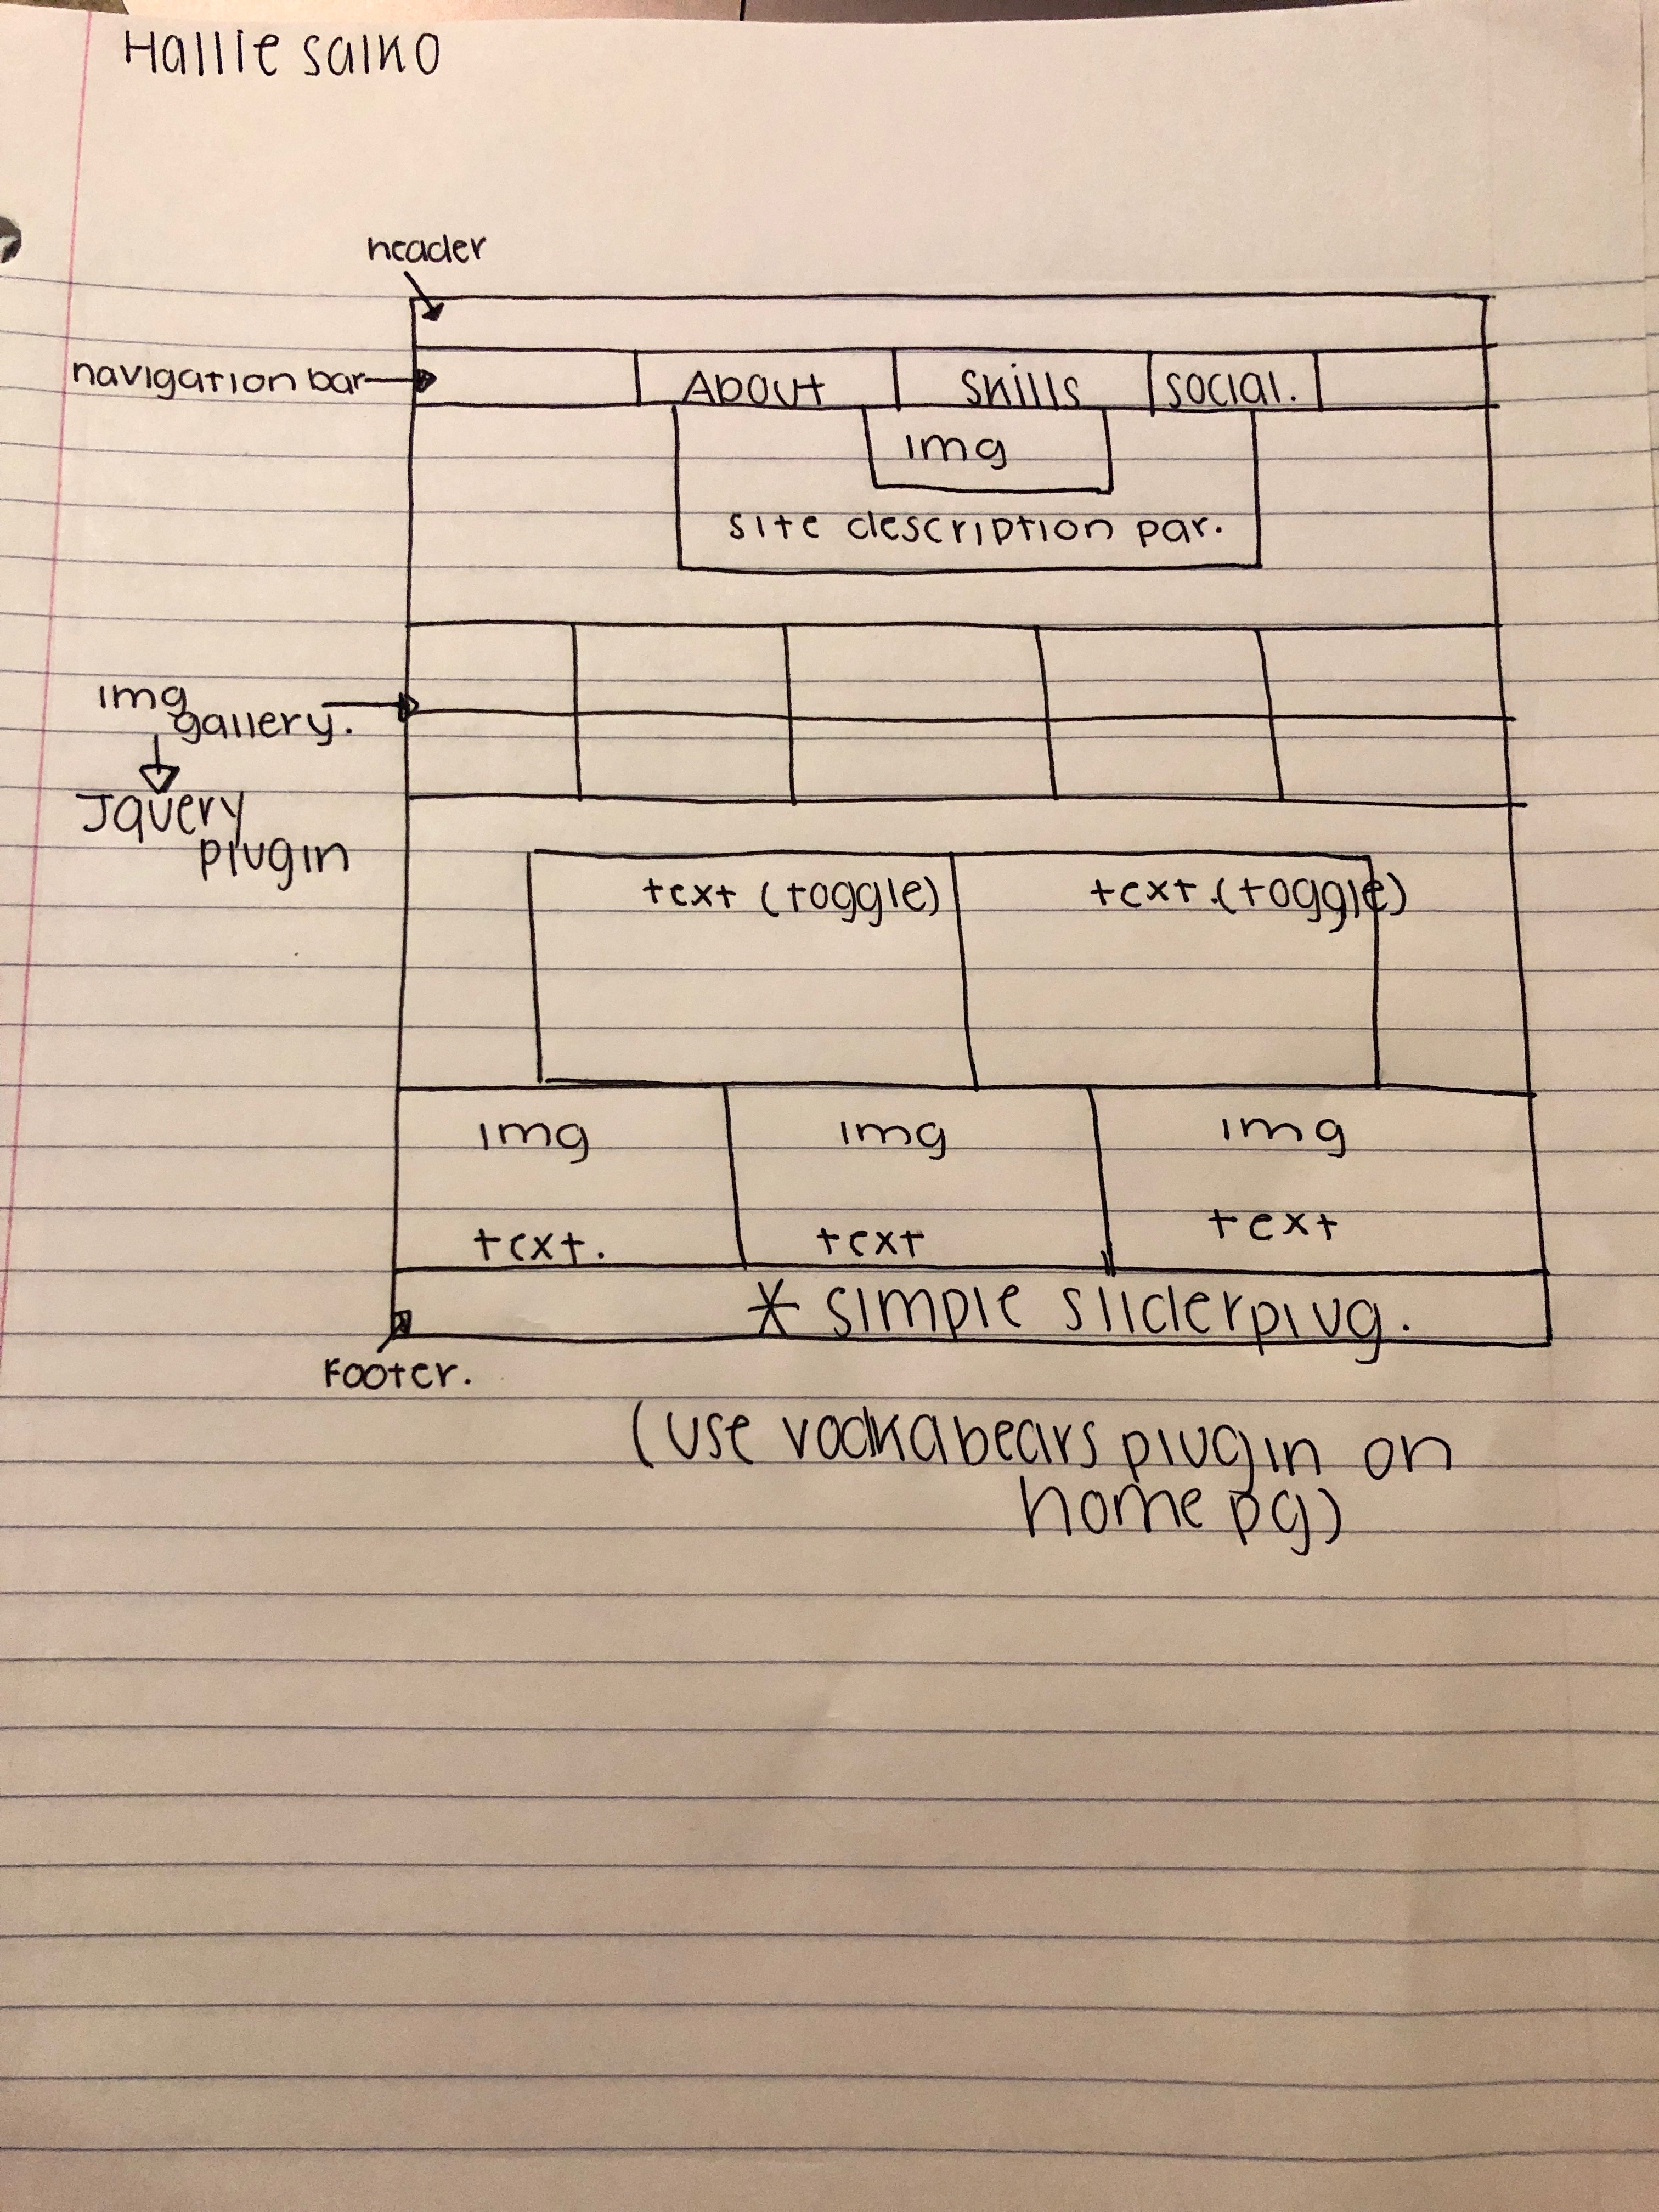 Hallie Salko
header
navigation bar
About
Skills
social.
img
site description par.
img
gallery.
Jquery
plugin
text (toggle)
text.(toggle)
img
img
img
text.
text
text
* simple sliderplug.
Footer.
(use vodkabears plugin on
home pg)